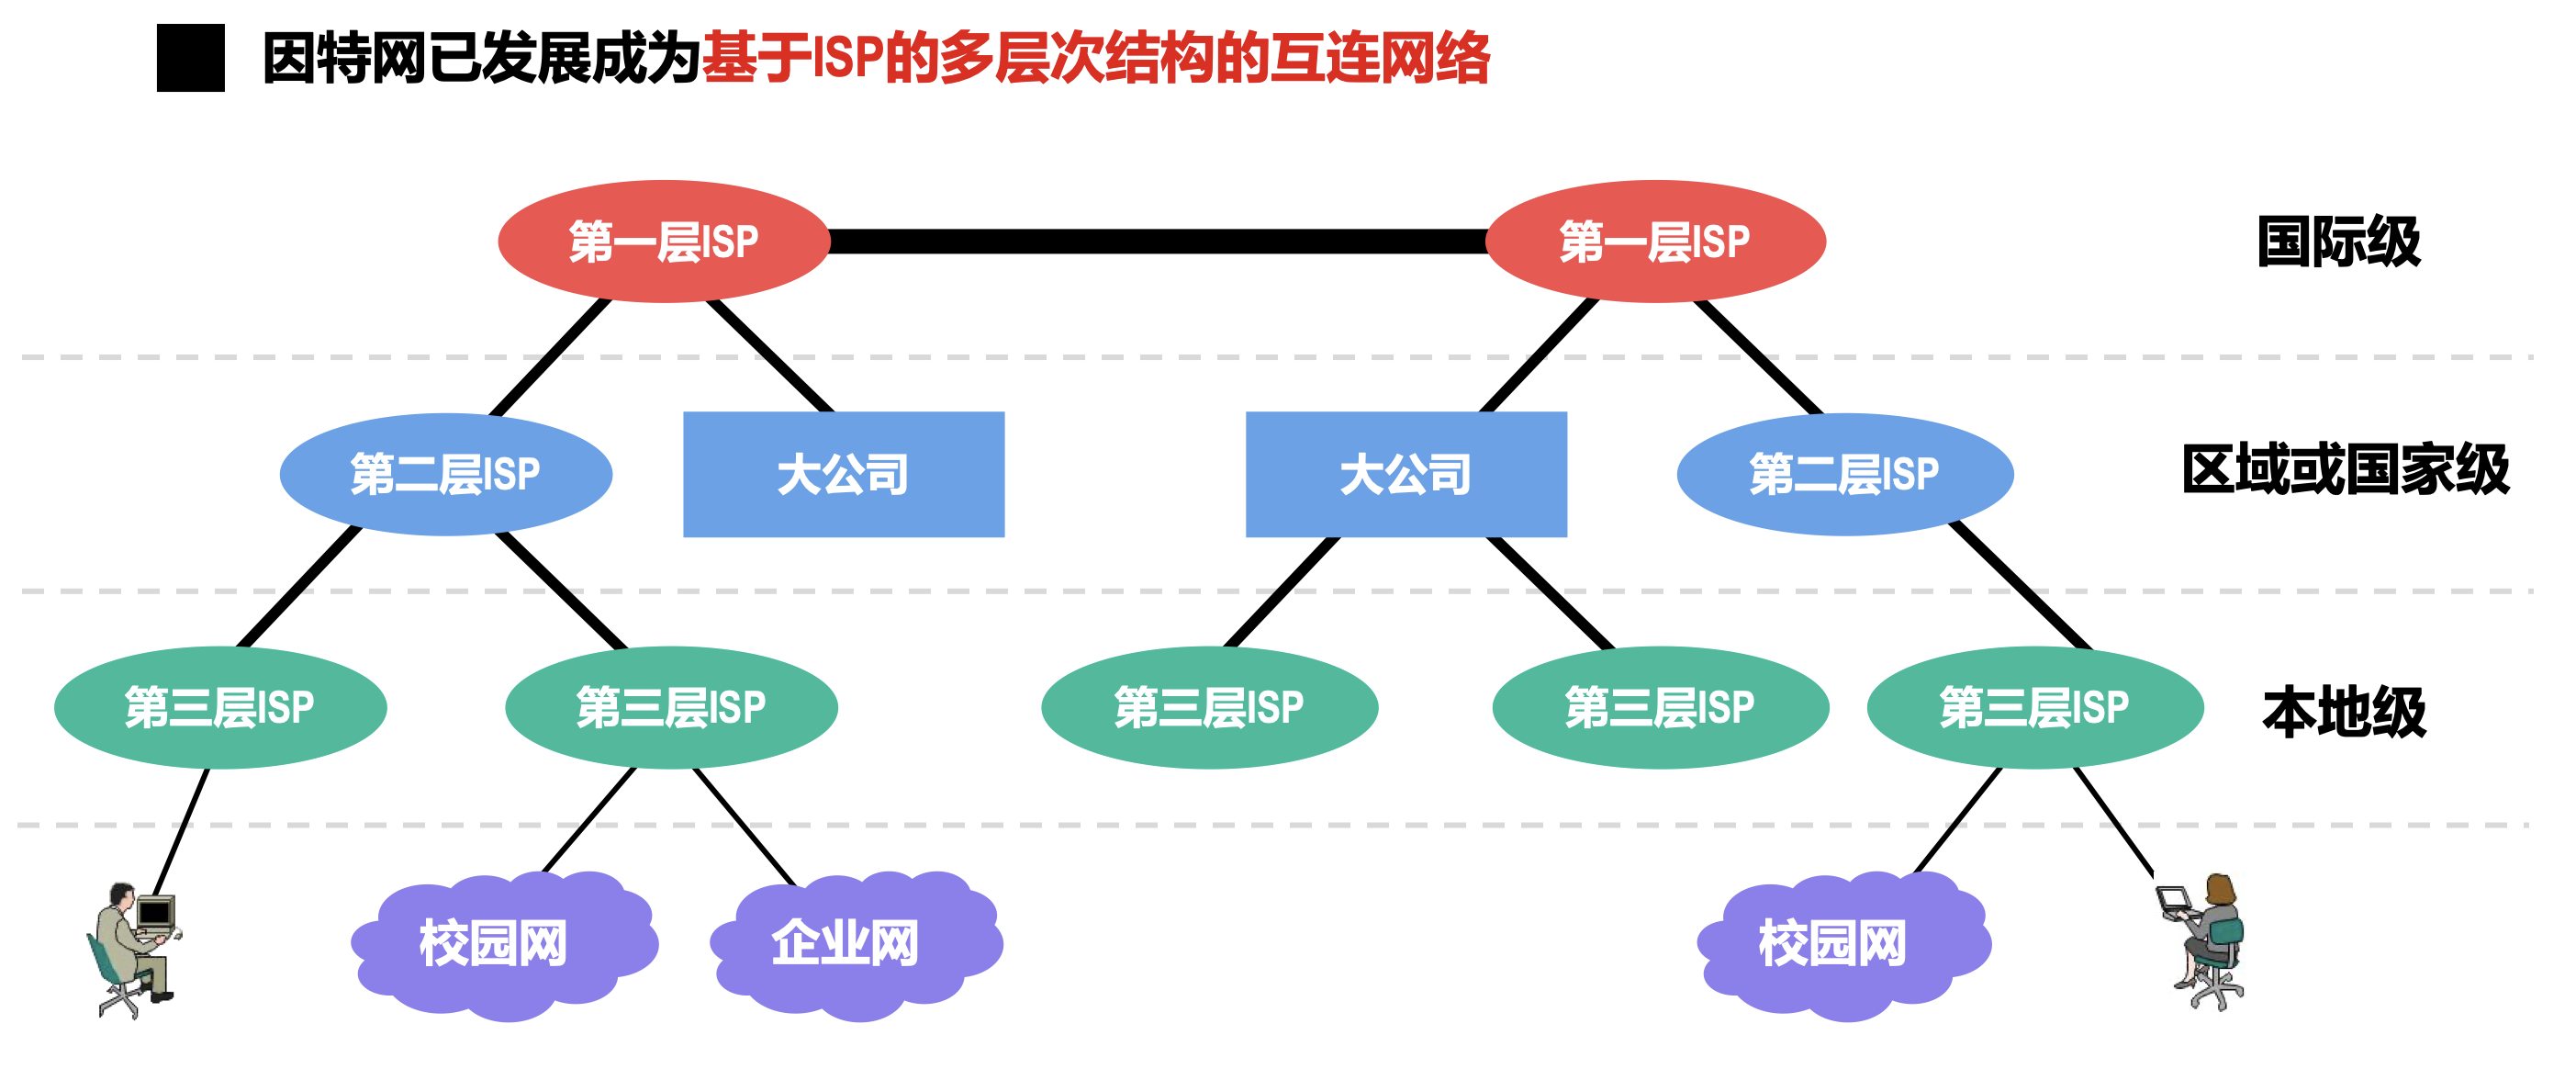 因特网已发展成为基于ISP的多层次结构的互连网络
第一层ISP
第一层ISP
国际级
第二层ISP
大公司
大公司
第二层ISP
区域或国家级
第三层ISP
第三层ISP
第三层ISP
第三层ISP
第三层ISP
本地级
校园网
企业网
校园网